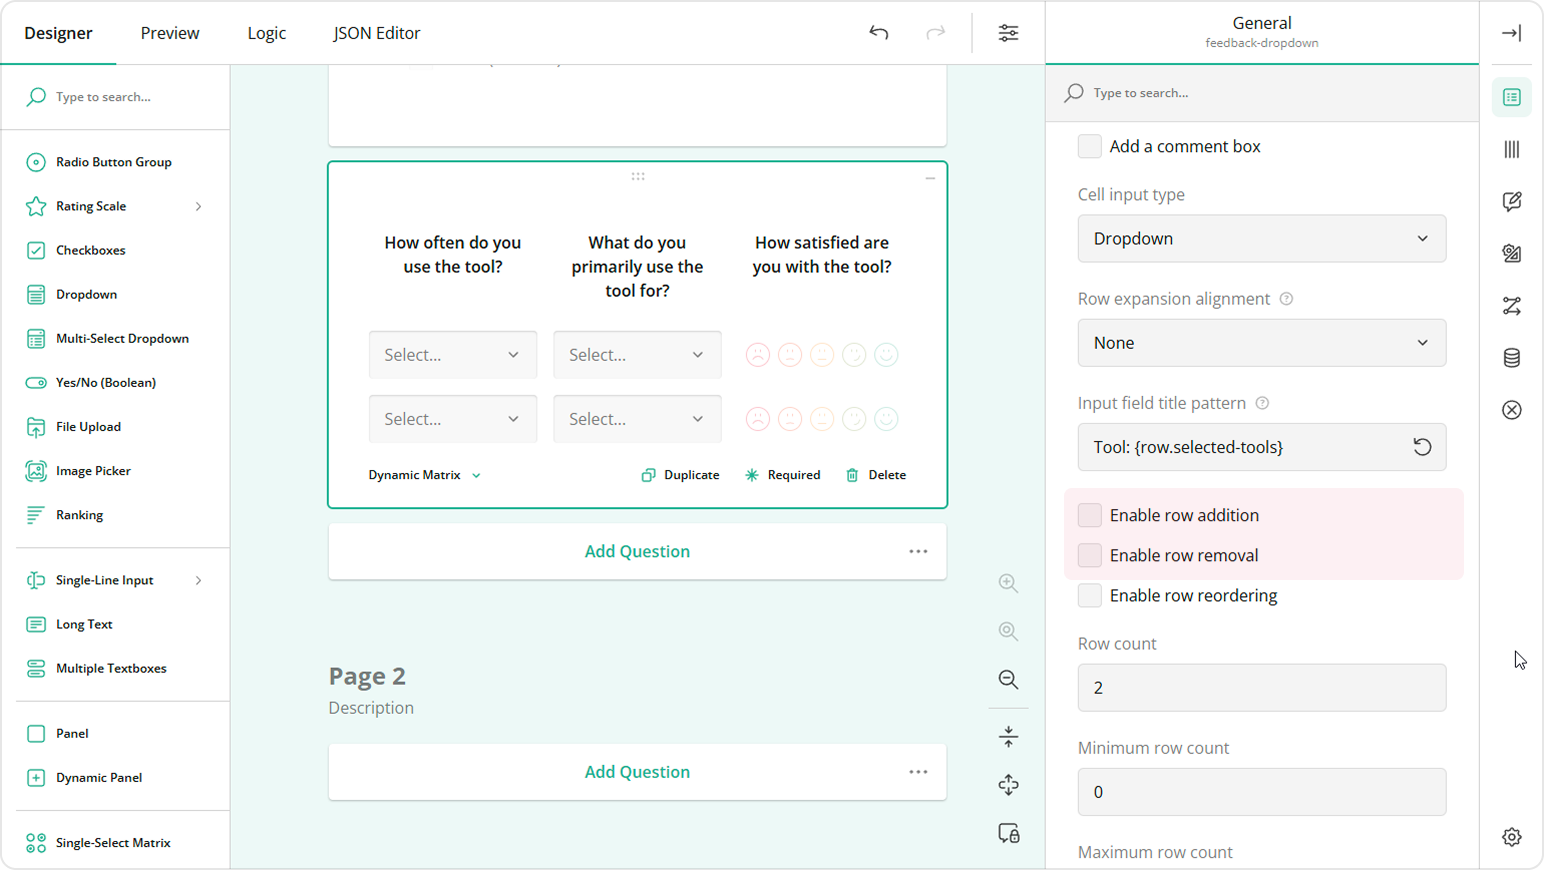 Designer
Preview
Logic
JSON Editor
General
feedback-dropdown
Type to search...
Radio Button Group
Rating Scale
Checkboxes
Dropdown
Multi-Select Dropdown
Yes/No (Boolean)
File Upload
Image Picker
Ranking
Single-Line Input
Long Text
Multiple Textboxes
Panel
Dynamic Panel
Single-Select Matrix
How often do you
use the tool?
What do you
primarily use the
tool for?
How satisfied are
you with the tool?
Select...
Select...
Select...
Select...
Dynamic Matrix
Duplicate
Required
Delete
Add Question
Page 2
Description
Add Question
Type to search...
Add a comment box
Cell input type
Dropdown
Row expansion alignment
None
Input field title pattern
Tool: {row.selected-tools}
Enable row addition
Enable row removal
Enable row reordering
Row count
2
Minimum row count
0
Maximum row count